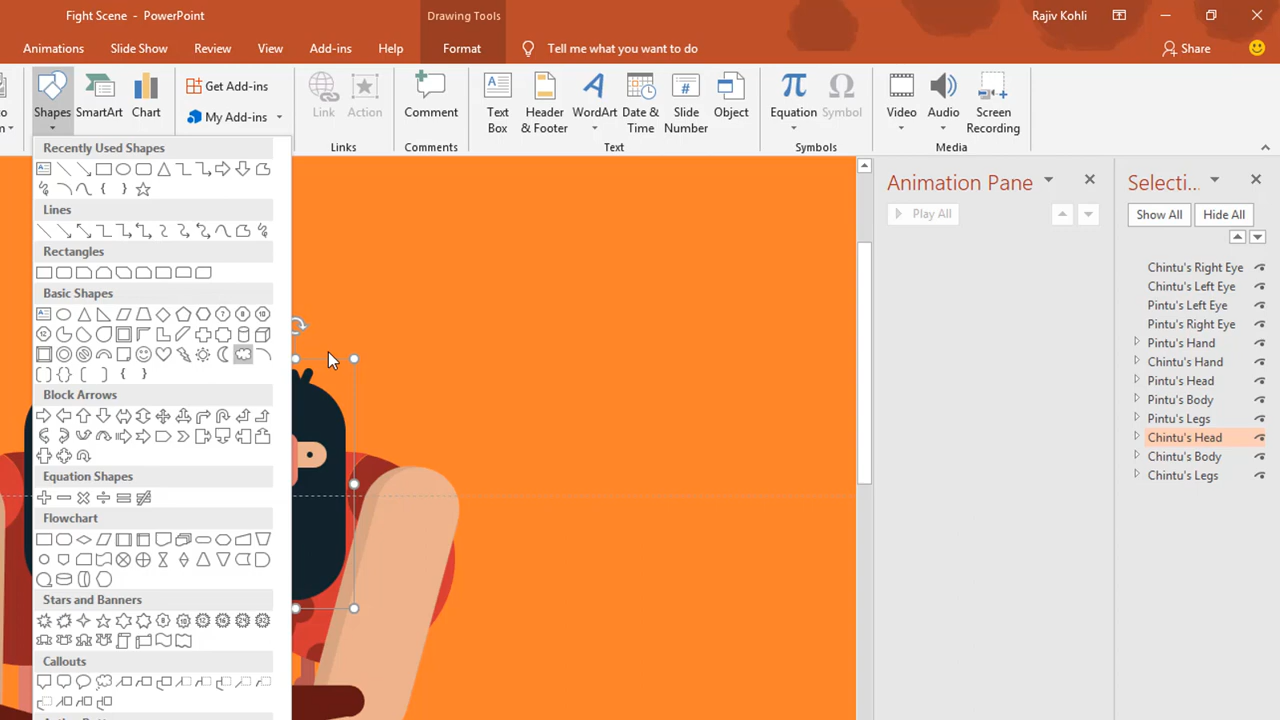 Fight Scene - PowerPoint
Drawing Tools
Rajiv Kohli
Animations
Slide Show
Review
View
Add-ins
Help
Format
Tell me what you want to do
Share
Shapes
SmartArt
Chart
Get Add-ins
My Add-ins
Link
Action
Links
Comment
Comments
Text
Box
Header
& Footer
WordArt
Date &
Time
Slide
Number
Object
Text
Equation
Symbol
Symbols
Video
Audio
Screen
Recording
Media
Recently Used Shapes
Lines
Rectangles
Basic Shapes
Block Arrows
Equation Shapes
Flowchart
Stars and Banners
Callouts
Animation Pane
Play All
Selecti...
Show All
Hide All
Chintu's Right Eye
Chintu's Left Eye
Pintu's Left Eye
Pintu's Right Eye
Pintu's Hand
Chintu's Hand
Pintu's Head
Pintu's Body
Pintu's Legs
Chintu's Head
Chintu's Body
Chintu's Legs